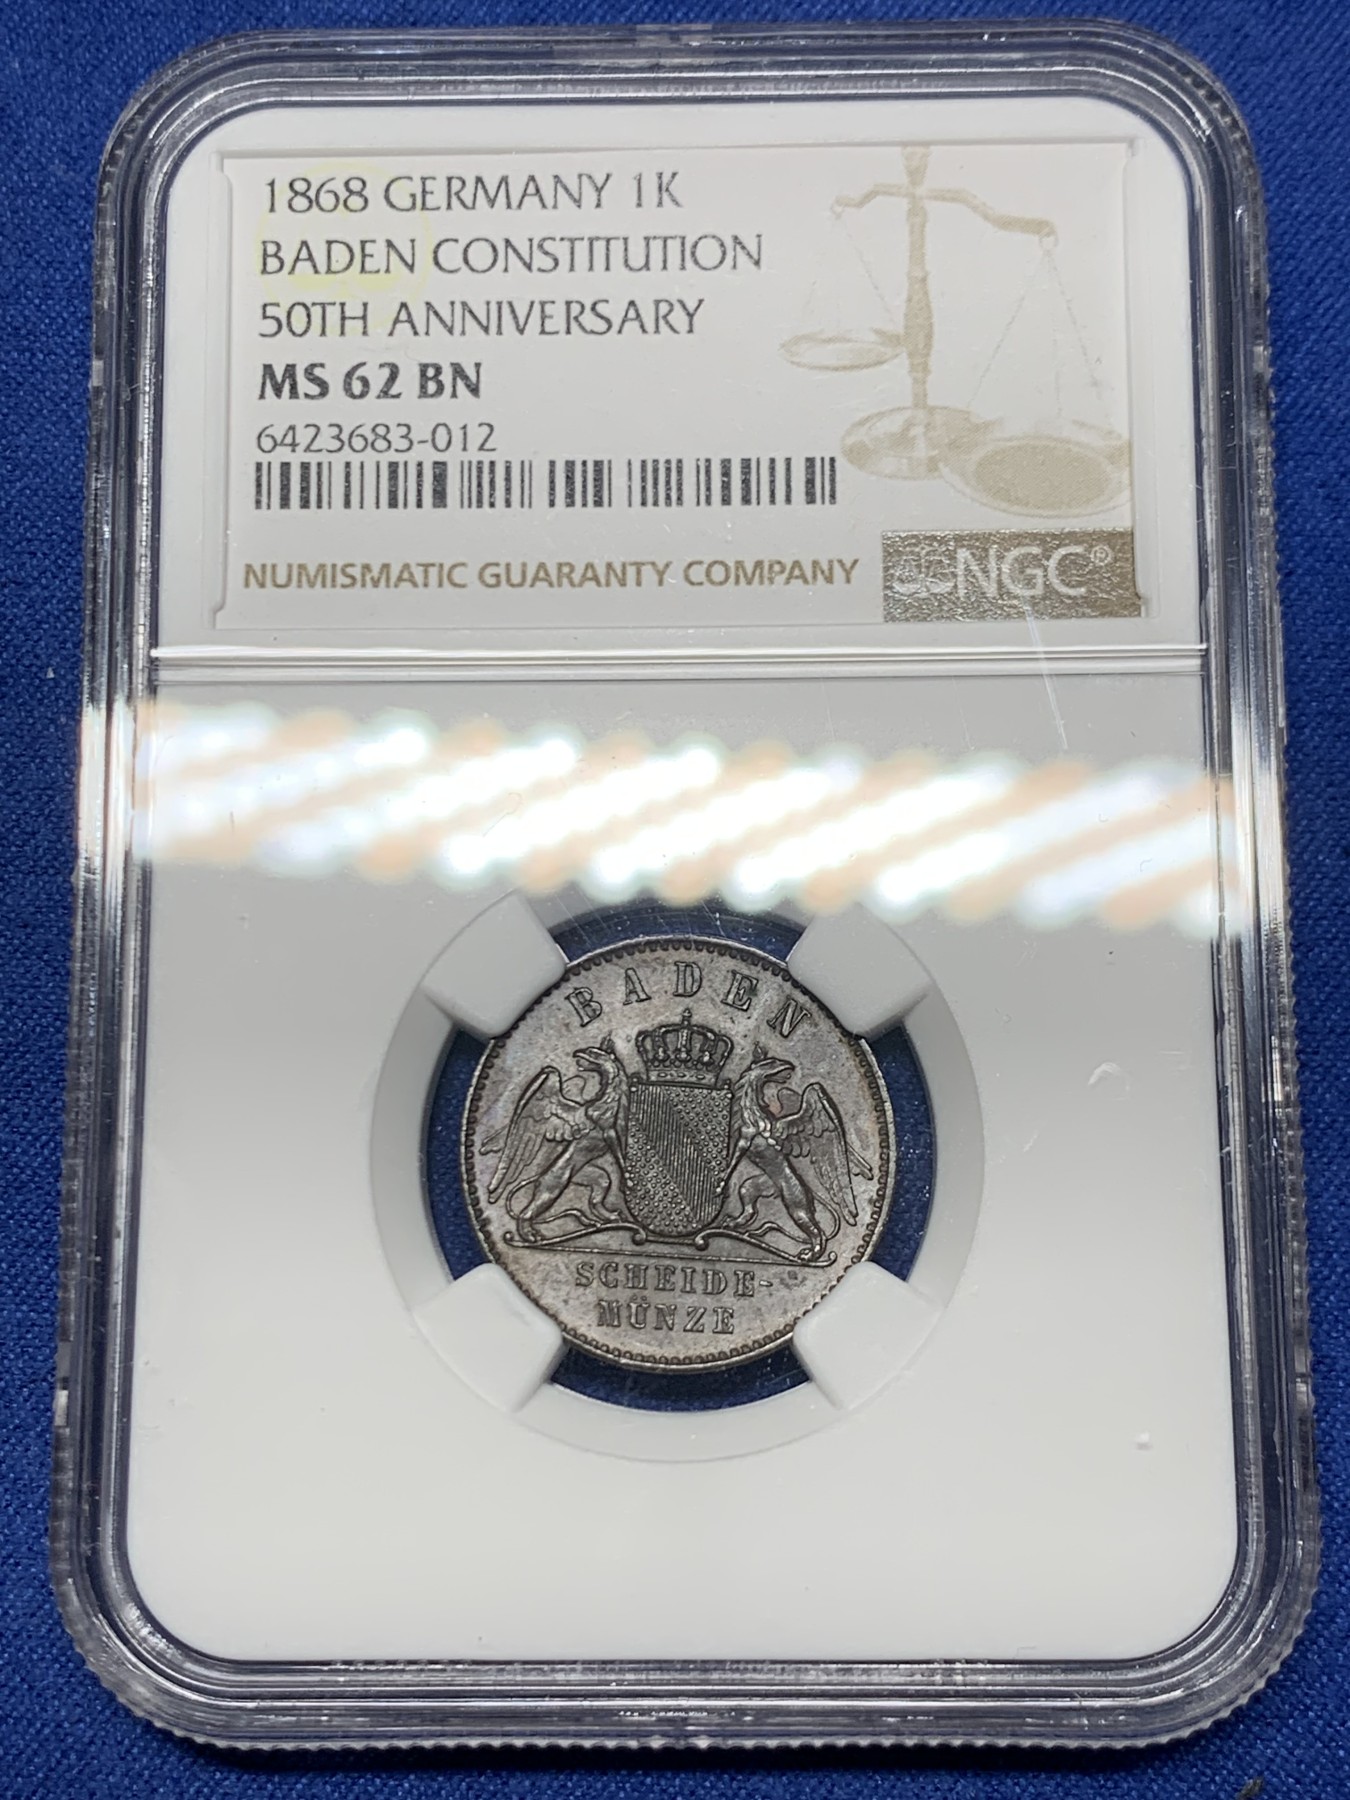 1868 GERMANY 1K
BADEN CONSTITUTION
50TH ANNIVERSARY
MS 62 BN
6423683-012
NUMISMATIC GUARANTY COMPANY
NGC®
BADEN
SCHEIDE-
MÜNZE